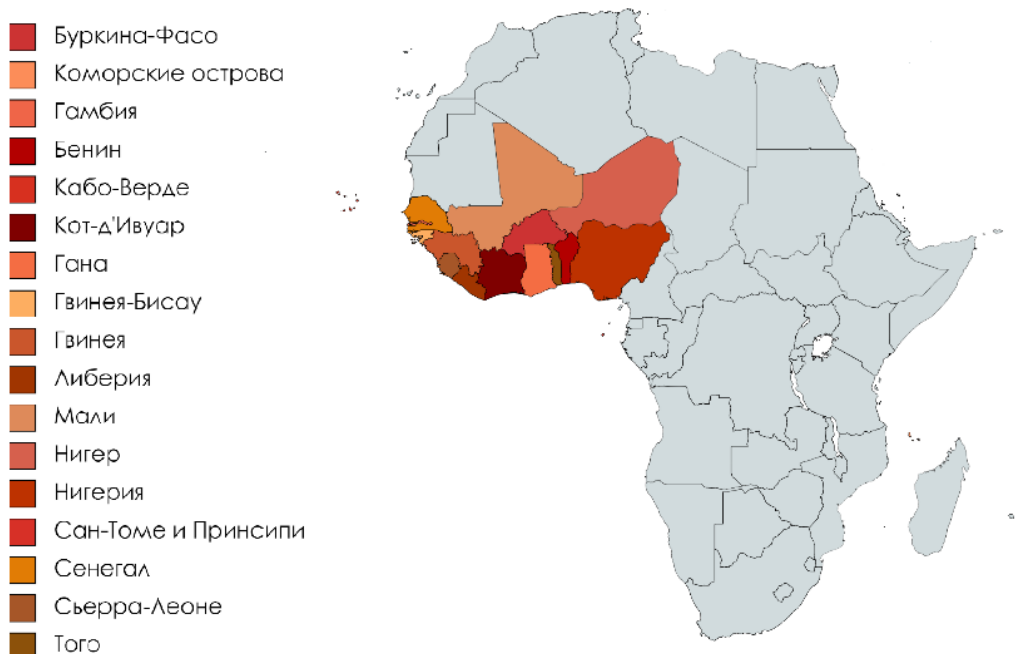 Буркина-Фасо
Коморские острова
Гамбия
Бенин
Кабо-Верде
Кот-д'Ивуар
Гана
Гвинея-Бисау
Гвинея
Либерия
Мали
Нигер
Нигерия
Сан-Томе и Принсипи
Сенегал
Сьерра-Леоне
Того